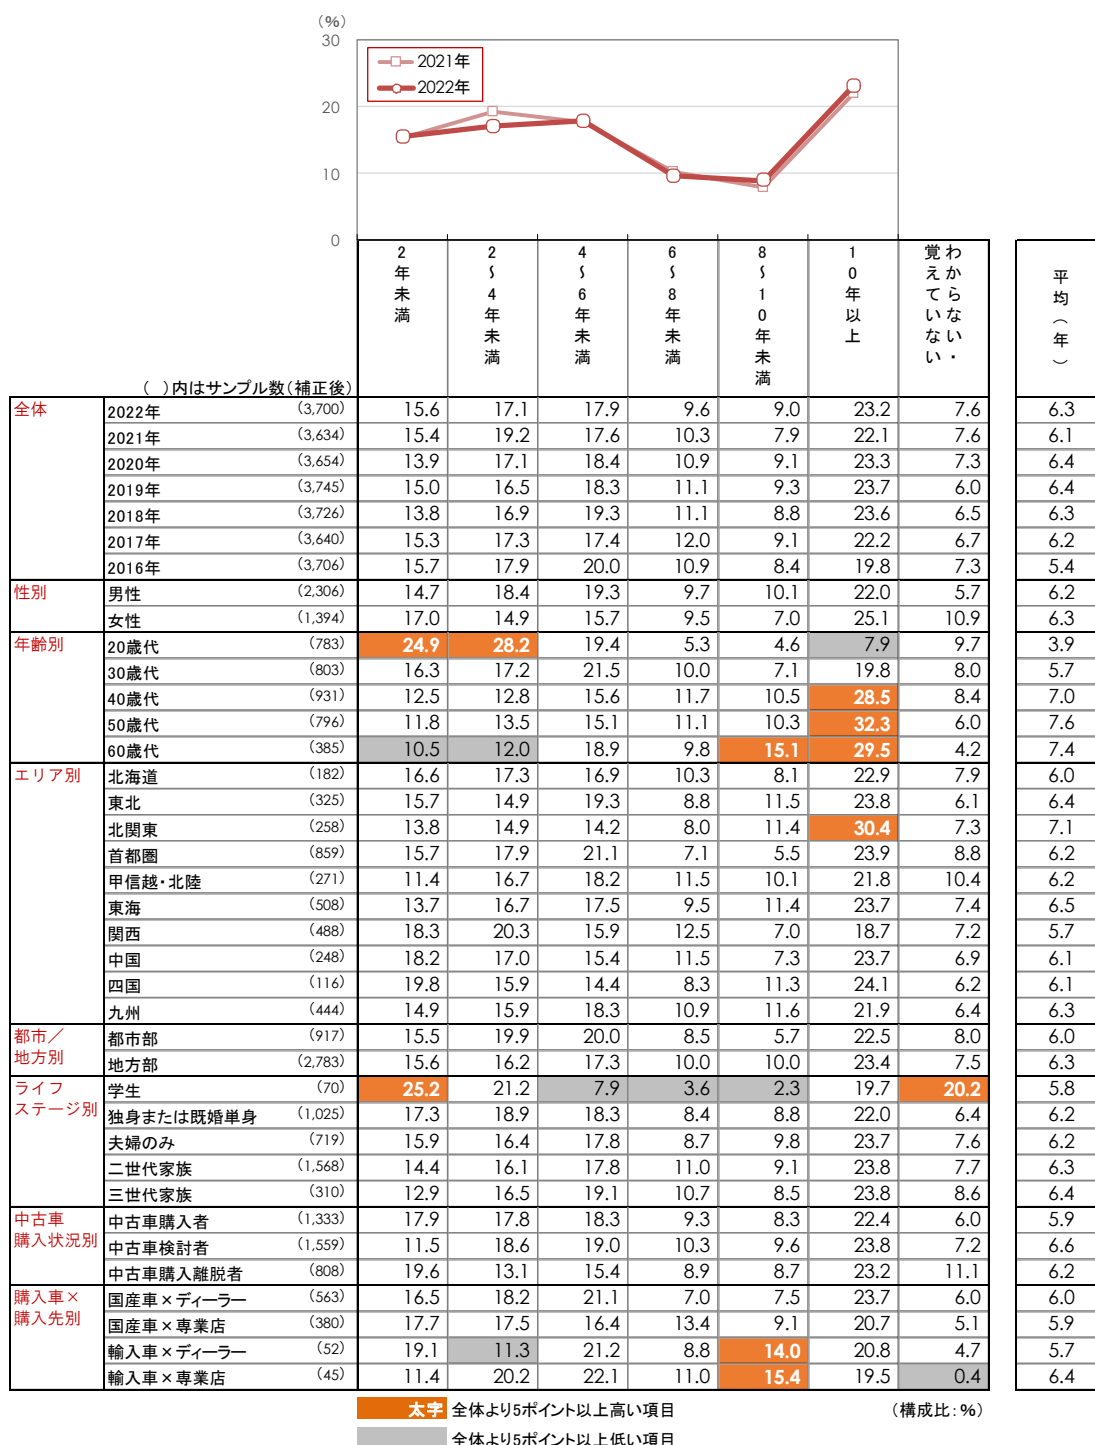 (%)
30
20
10
0
2021年
2022年
2年未満
2~4年未満
4~6年未満
6~8年未満
8~10年未満
10年以上
わからない・
覚えていない
平均(年)
( )内はサンプル数(補正後)
全体 2022年 (3,700) 15.6 17.1 17.9 9.6 9.0 23.2 7.6 6.3
2021年 (3,634) 15.4 19.2 17.6 10.3 7.9 22.1 7.6 6.1
2020年 (3,654) 13.9 17.1 18.4 10.9 9.1 23.3 7.3 6.4
2019年 (3,745) 15.0 16.5 18.3 11.1 9.3 23.7 6.0 6.4
2018年 (3,726) 13.8 16.9 19.3 11.1 8.8 23.6 6.5 6.3
2017年 (3,640) 15.3 17.3 17.4 12.0 9.1 22.2 6.7 6.2
2016年 (3,706) 15.7 17.9 20.0 10.9 8.4 19.8 7.3 5.4
性別 男性 (2,306) 14.7 18.4 19.3 9.7 10.1 22.0 5.7 6.2
女性 (1,394) 17.0 14.9 15.7 9.5 7.0 25.1 10.9 6.3
年齢別 20歳代 (783) 24.9 28.2 19.4 5.3 4.6 7.9 9.7 3.9
30歳代 (803) 16.3 17.2 21.5 10.0 7.1 19.8 8.0 5.7
40歳代 (931) 12.5 12.8 15.6 11.7 10.5 28.5 8.4 7.0
50歳代 (796) 11.8 13.5 15.1 11.1 10.3 32.3 6.0 7.6
60歳代 (385) 10.5 12.0 18.9 9.8 15.1 29.5 4.2 7.4
エリア別 北海道 (182) 16.6 17.3 16.9 10.3 8.1 22.9 7.9 6.0
東北 (325) 15.7 14.9 19.3 8.8 11.5 23.8 6.1 6.4
北関東 (258) 13.8 14.9 14.2 8.0 11.4 30.4 7.3 7.1
首都圏 (859) 15.7 17.9 21.1 7.1 5.5 23.9 8.8 6.2
甲信越・北陸 (271) 11.4 16.7 18.2 11.5 10.1 21.8 10.4 6.2
東海 (508) 13.7 16.7 17.5 9.5 11.4 23.7 7.4 6.5
関西 (488) 18.3 20.3 15.9 12.5 7.0 18.7 7.2 5.7
中国 (248) 18.2 17.0 15.4 11.5 7.3 23.7 6.9 6.1
四国 (116) 19.8 15.9 14.4 8.3 11.3 24.1 6.2 6.1
九州 (444) 14.9 15.9 18.3 10.9 11.6 21.9 6.4 6.3
都市/
地方別 都市部 (917) 15.5 19.9 20.0 8.5 5.7 22.5 8.0 6.0
地方部 (2,783) 15.6 16.2 17.3 10.0 10.0 23.4 7.5 6.3
ライフ
ステージ別 学生 (70) 25.2 21.2 7.9 3.6 2.3 19.7 20.2 5.8
独身または既婚単身 (1,025) 17.3 18.9 18.3 8.4 8.8 22.0 6.4 6.2
夫婦のみ (719) 15.9 16.4 17.8 8.7 9.8 23.7 7.6 6.2
二世代家族 (1,568) 14.4 16.1 17.8 11.0 9.1 23.8 7.7 6.3
三世代家族 (310) 12.9 16.5 19.1 10.7 8.5 23.8 8.6 6.4
中古車
購入状況別 中古車購入者 (1,333) 17.9 17.8 18.3 9.3 8.3 22.4 6.0 5.9
中古車検討者 (1,559) 11.5 18.6 19.0 10.3 9.6 23.8 7.2 6.6
中古車購入離脱者 (808) 19.6 13.1 15.4 8.9 8.7 23.2 11.1 6.2
購入車×
購入先別 国産車×ディーラー (563) 16.5 18.2 21.1 7.0 7.5 23.7 6.0 6.0
国産車×専業店 (380) 17.7 17.5 16.4 13.4 9.1 20.7 5.1 5.9
輸入車×ディーラー (52) 19.1 11.3 21.2 8.8 14.0 20.8 4.7 5.7
輸入車×専業店 (45) 11.4 20.2 22.1 11.0 15.4 19.5 0.4 6.4
太字 全体より5ポイント以上高い項目 (構成比:%)
全体より5ポイント以上低い項目